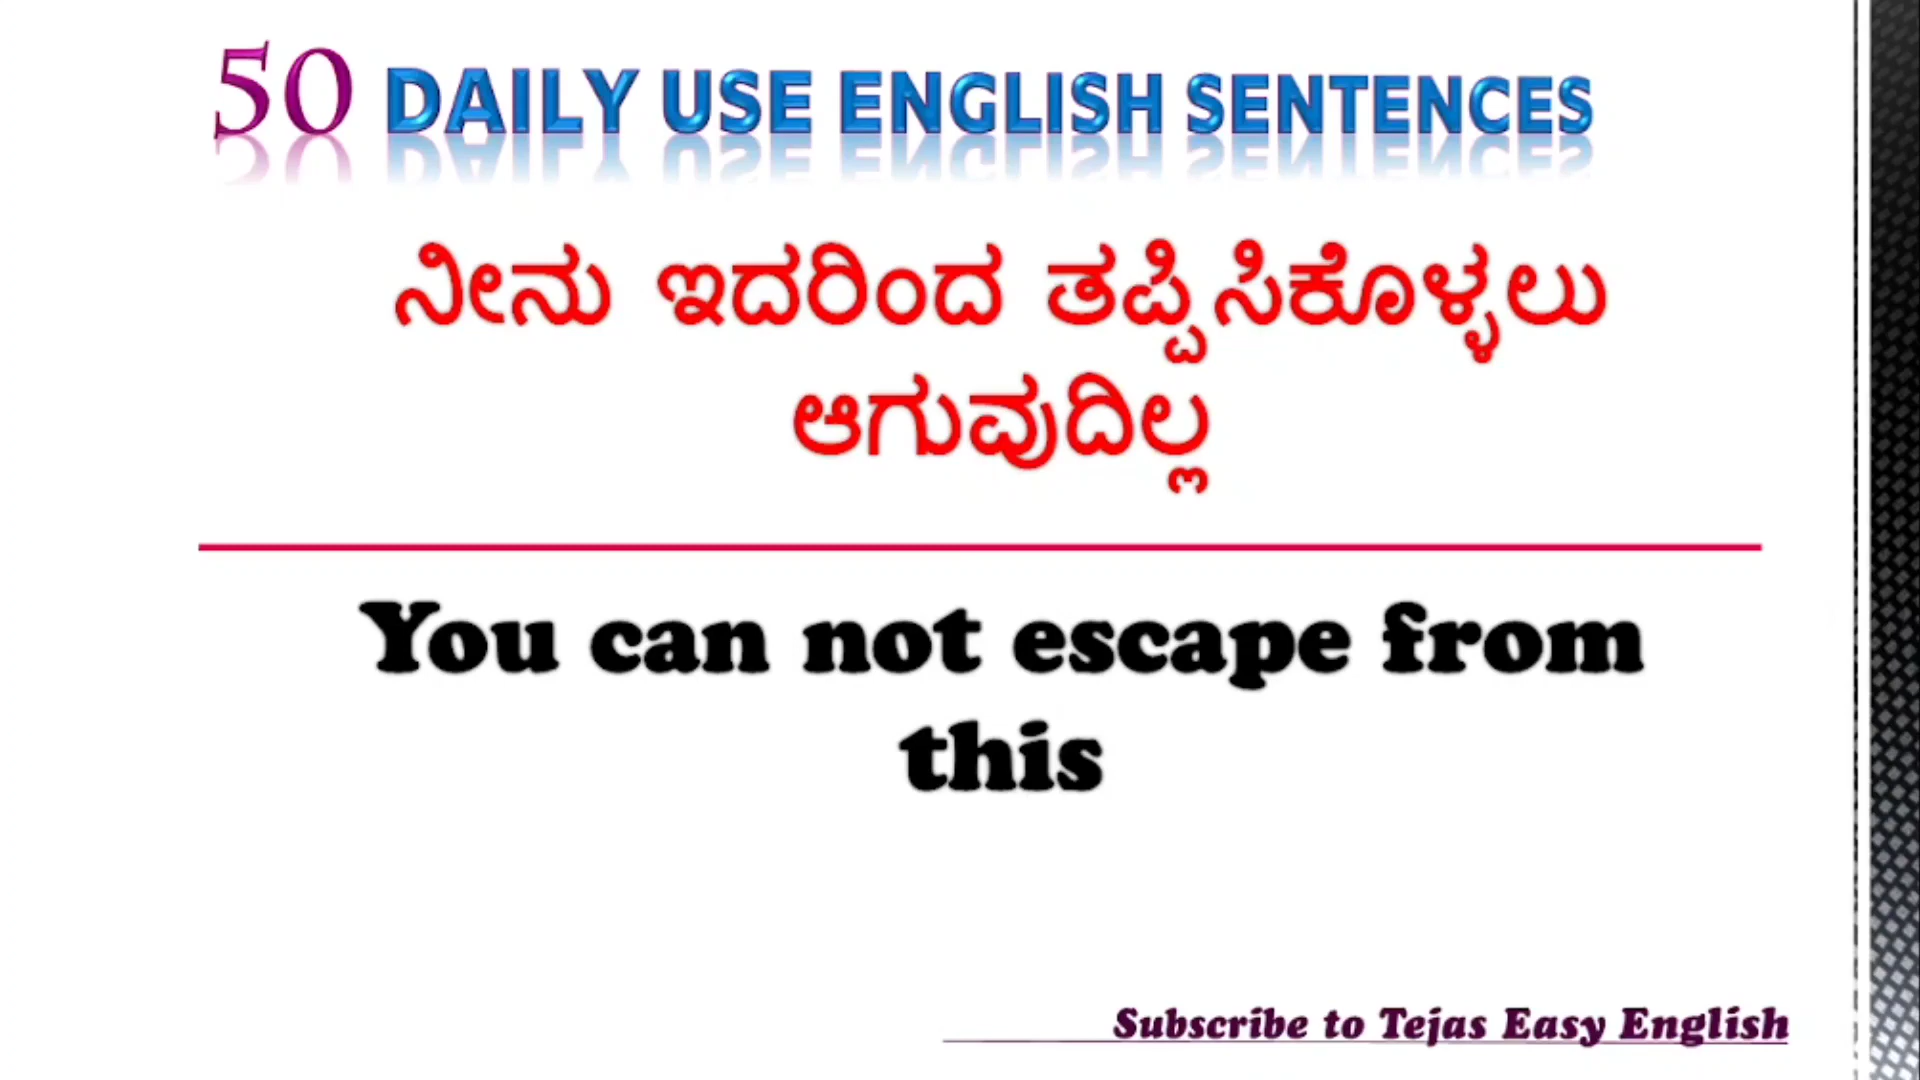 50 DAILY USE ENGLISH SENTENCES
ನೀನು ಇದರಿಂದ ತಪ್ಪಿಸಿಕೊಳ್ಳಲು
ಆಗುವುದಿಲ್ಲ
You can not escape from
this
Subscribe to Tejas Easy English